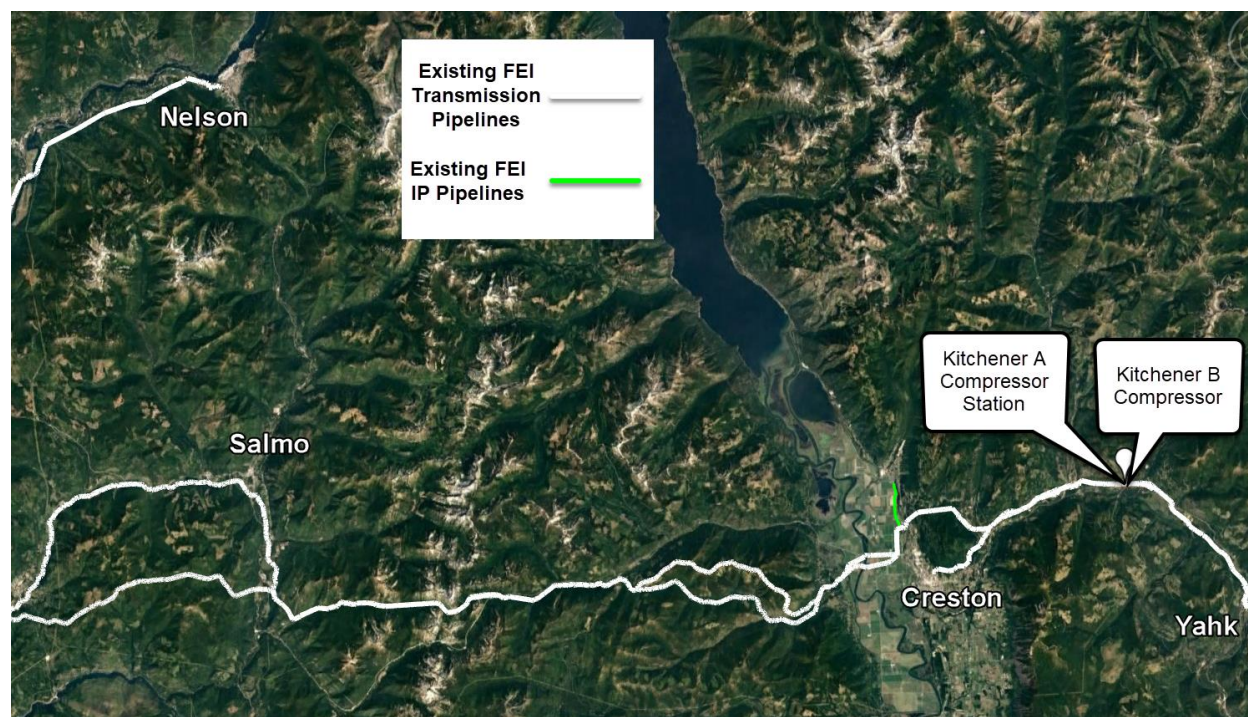 Existing FEI
Transmission
Pipelines
Existing FEI
IP Pipelines
Nelson
Kitchener A
Compressor
Station
Kitchener B
Compressor
Salmo
Creston
Yahk